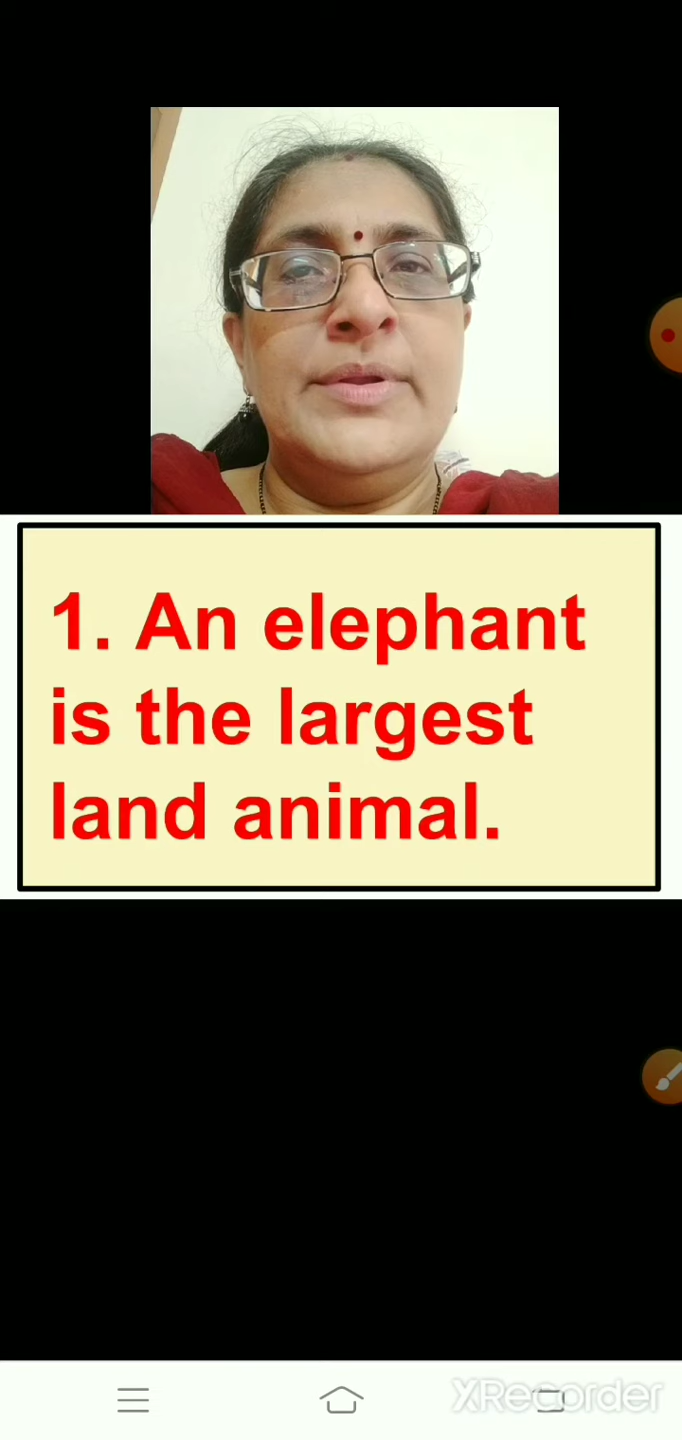 1. An elephant
is the largest
land animal.
XRecorder